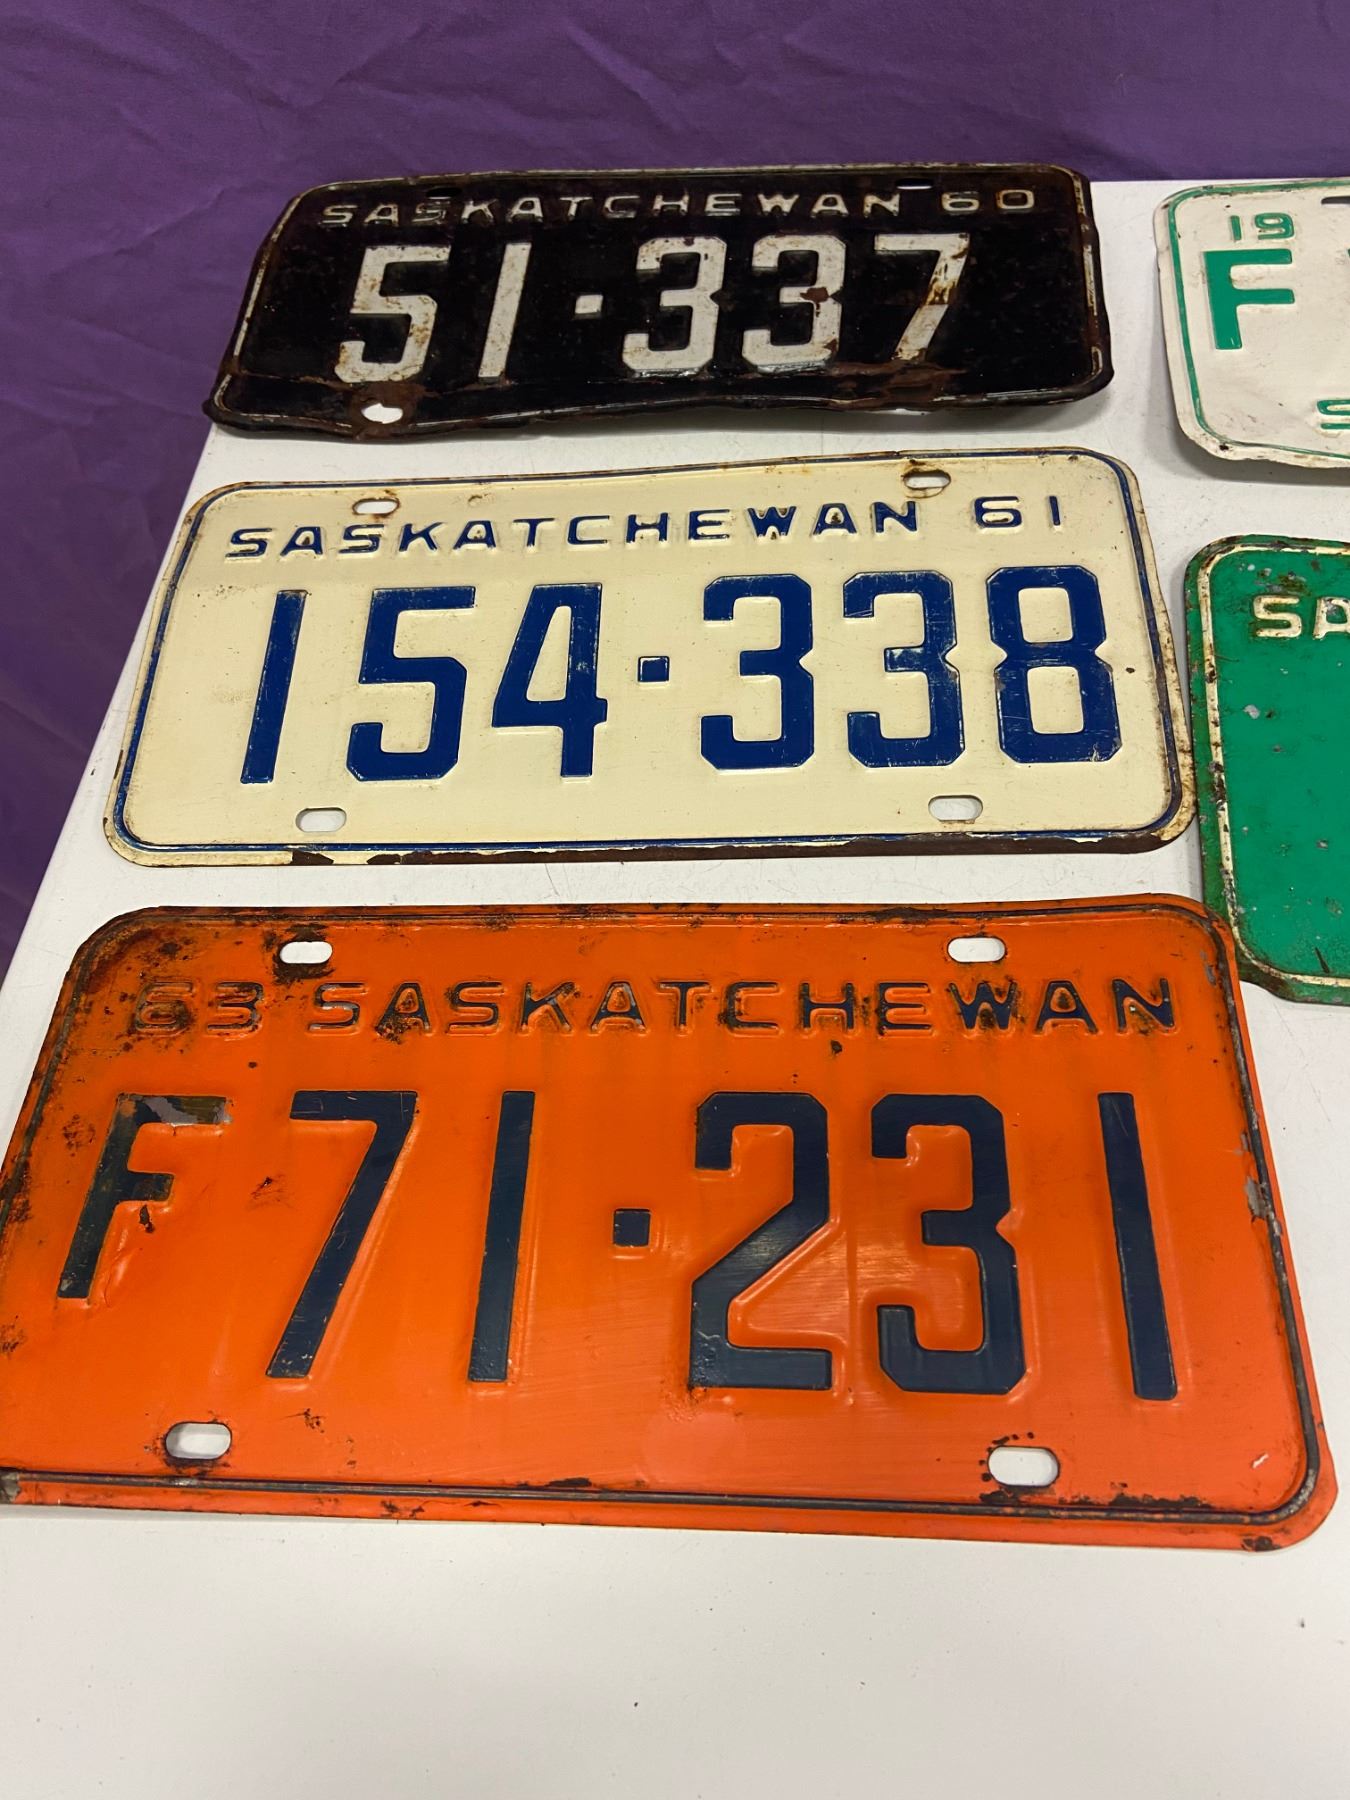 SASKATCHEWAN 60
51·337
SASKATCHEWAN 61
154·338
63 SASKATCHEWAN
F71·231
19
F
S
SA